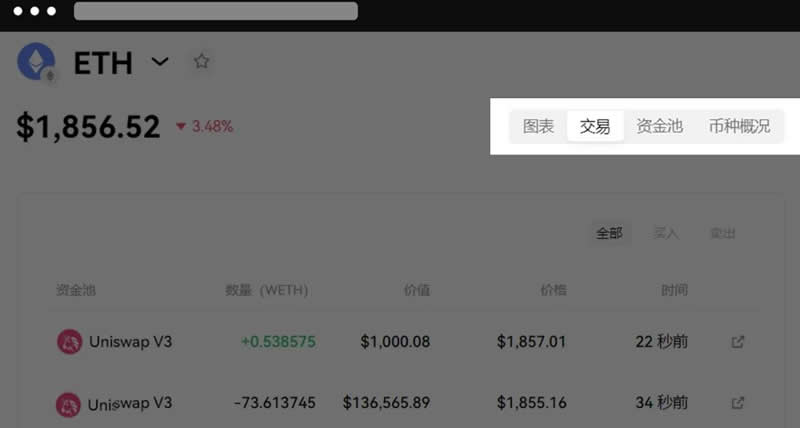 ETH
$1,856.52 3.48%
图表 交易 资金池 币种概况
全部 买入 卖出
资金池 数量 (WETH) 价值 价格 时间
Uniswap V3 +0.538575 $1,000.08 $1,857.01 22 秒前
Uniswap V3 -73.613745 $136,565.89 $1,855.16 34 秒前